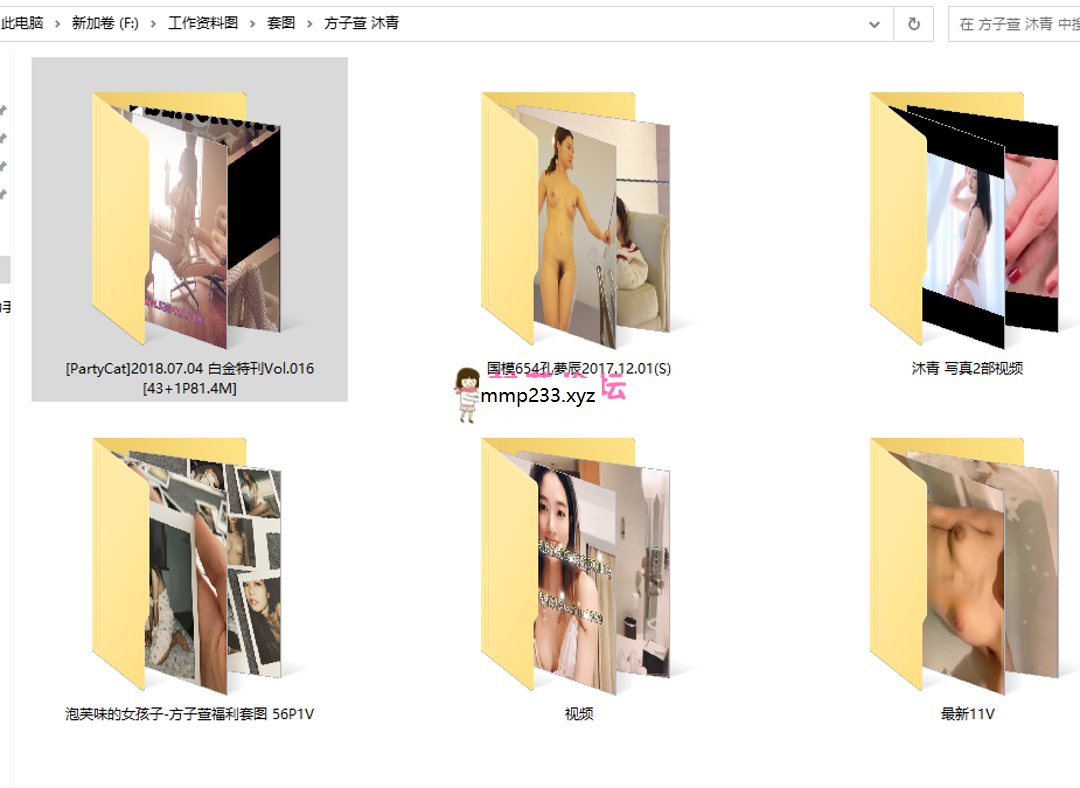 此电脑 › 新加卷 (F:) › 工作资料图 › 套图 › 方子萱 沐青
在 方子萱 沐青 中搜
[PartyCat]2018.07.04 白金特刊Vol.016
[43+1P81.4M]
国模654孔夢辰2017.12.01(S)
沐青 写真2部视频
坛
mmp233.xyz
泡芙味的女孩子-方子萱福利套图 56P1V
视频
最新11V